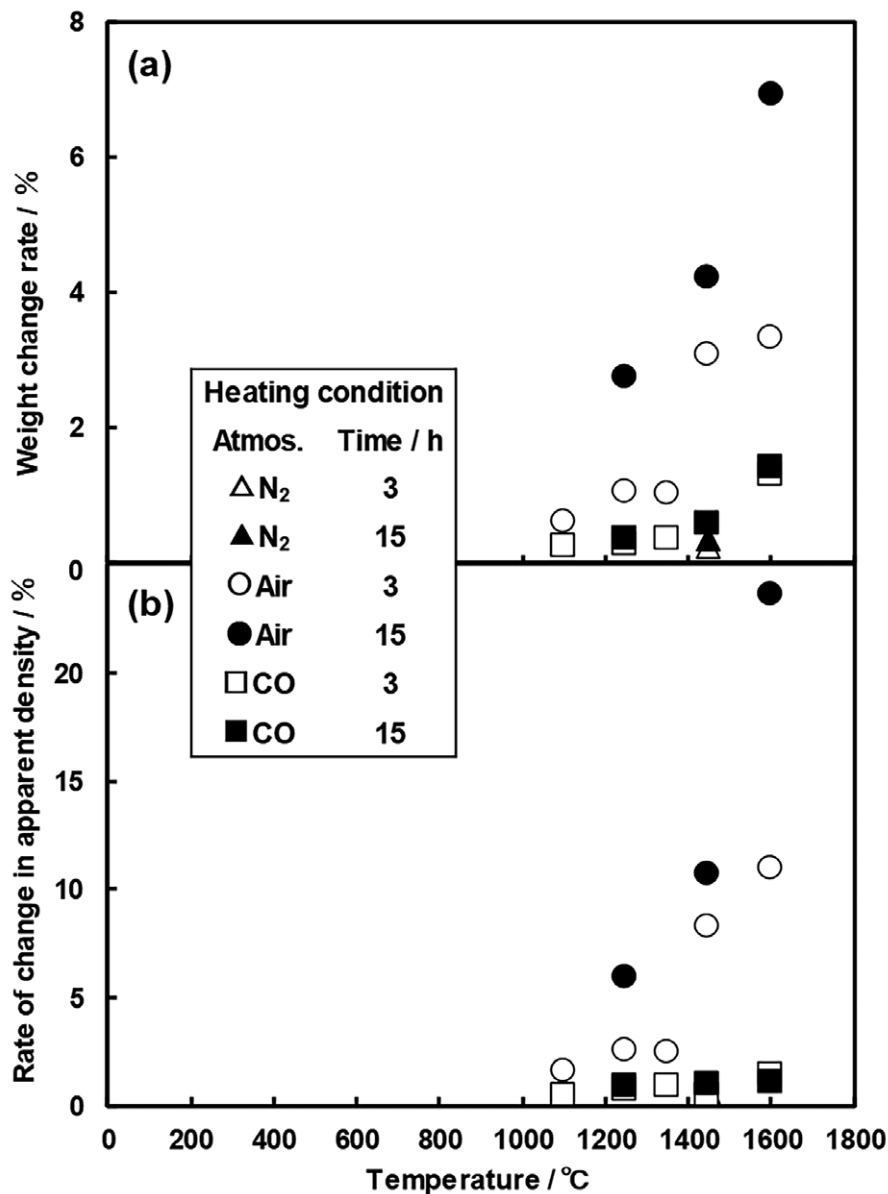 8
(a)
6
4
2
0
Weight change rate / %
Heating condition
Atmos. Time / h
△ N₂ 3
▲ N₂ 15
○ Air 3
● Air 15
□ CO 3
■ CO 15
(b)
20
15
10
5
0
Rate of change in apparent density / %
0 200 400 600 800 1000 1200 1400 1600 1800
Temperature / °C